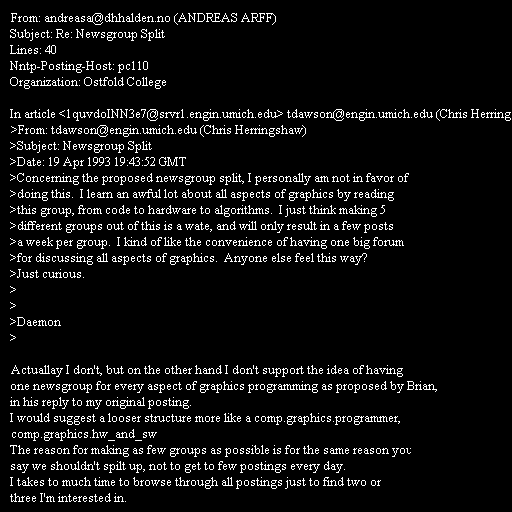 From: andreasa@dhhalden.no (ANDREAS ARFF)
Subject: Re: Newsgroup Split
Lines: 40
Nntp-Posting-Host: pc110
Organization: Ostfold College

In article <1quvdoINN3e7@srvr1.engin.umich.edu> tdawson@engin.umich.edu (Chris Herring
>From: tdawson@engin.umich.edu (Chris Herringshaw)
>Subject: Newsgroup Split
>Date: 19 Apr 1993 19:43:52 GMT
>Concerning the proposed newsgroup split, I personally am not in favor of
>doing this.  I learn an awful lot about all aspects of graphics by reading
>this group, from code to hardware to algorithms.  I just think making 5
>different groups out of this is a wate, and will only result in a few posts
>a week per group.  I kind of like the convenience of having one big forum
>for discussing all aspects of graphics.  Anyone else feel this way?
>Just curious.
>
>
>Daemon
>

Actuallay I don't, but on the other hand I don't support the idea of having
one newsgroup for every aspect of graphics programming as proposed by Brian,
in his reply to my original posting.
I would suggest a looser structure more like a comp.graphics.programmer,
comp.graphics.hw_and_sw
The reason for making as few groups as possible is for the same reason you
say we shouldn't spilt up, not to get to few postings every day.
I takes to much time to browse through all postings just to find two or
three I'm interested in.